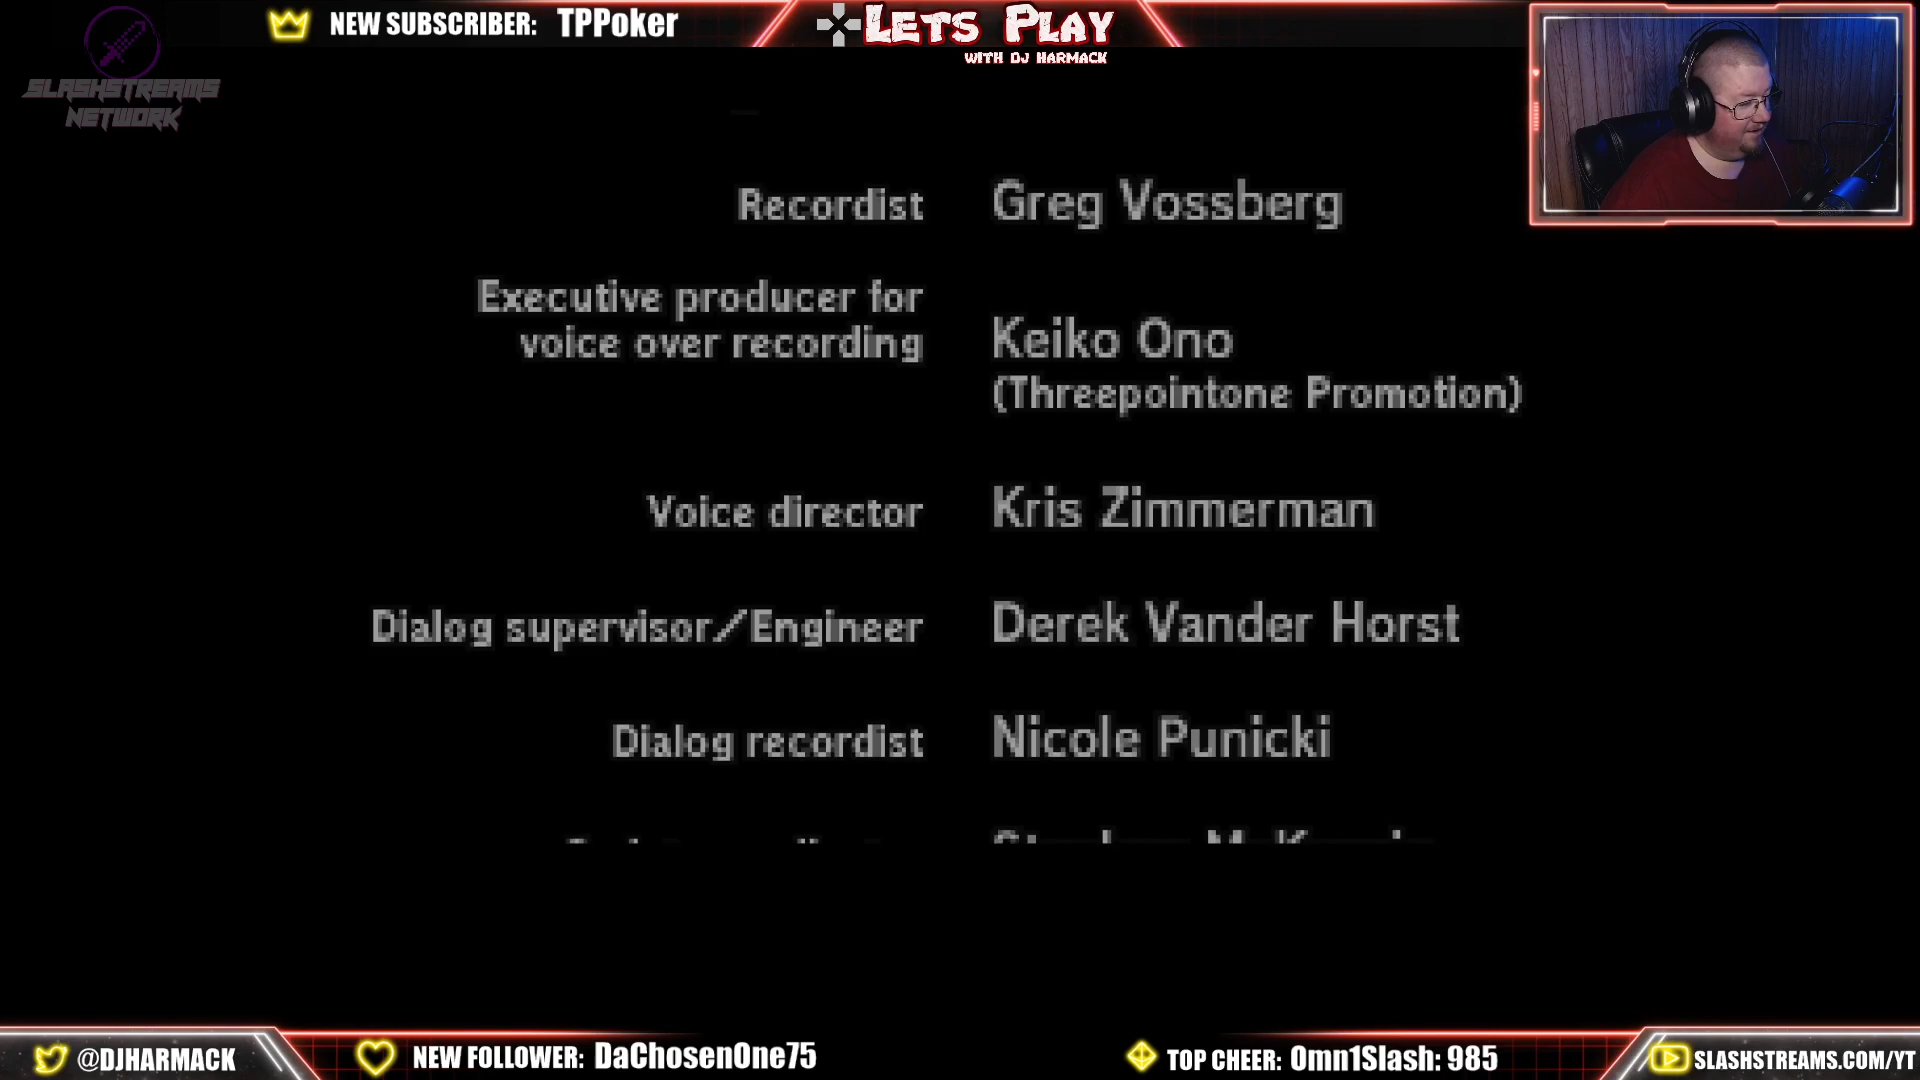 NEW SUBSCRIBER: TPPoker
LETS PLAY
WITH DJ HARMACK
SLASHSTREAMS
NETWORK
Recordist Greg Vossberg
Executive producer for
voice over recording Keiko Ono
(Threepointone Promotion)
Voice director Kris Zimmerman
Dialog supervisor/Engineer Derek Vander Horst
Dialog recordist Nicole Punicki
@DJHARMACK
NEW FOLLOWER: DaChosenOne75
TOP CHEER: Omn1Slash: 985
SLASHSTREAMS.COM/YT